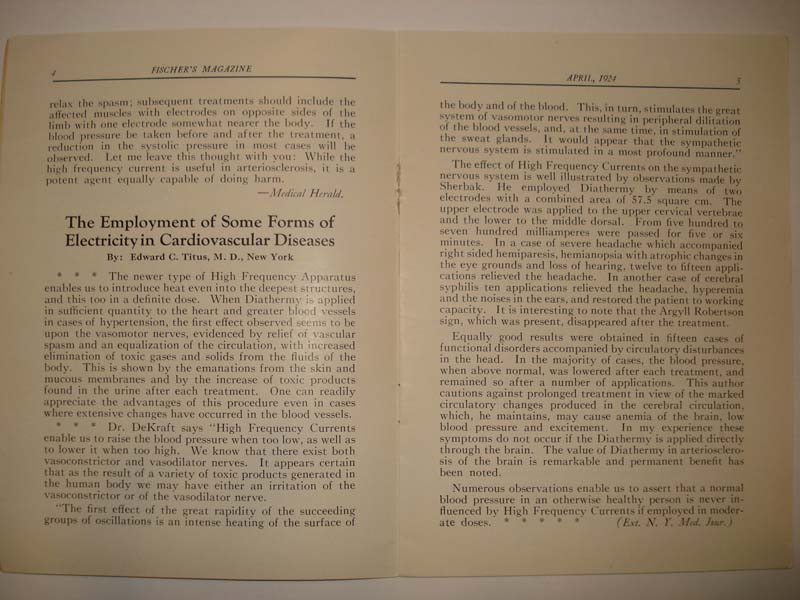 4
FISCHER'S MAGAZINE
relax the spasm; subsequent treatments should include the
affected muscles with electrodes on opposite sides of the
limb with one electrode somewhat nearer the body. If the
blood pressure be taken before and after the treatment, a
reduction in the systolic pressure in most cases will be
observed. Let me leave this thought with you: While the
high frequency current is useful in arteriosclerosis, it is a
potent agent equally capable of doing harm.
—Medical Herald.
The Employment of Some Forms of
Electricity in Cardiovascular Diseases
By: Edward C. Titus, M. D., New York
* * * The newer type of High Frequency Apparatus
enables us to introduce heat even into the deepest structures,
and this too in a definite dose. When Diathermy is applied
in sufficient quantity to the heart and greater blood vessels
in cases of hypertension, the first effect observed seems to be
upon the vasomotor nerves, evidenced by relief of vascular
spasm and an equalization of the circulation, with increased
elimination of toxic gases and solids from the fluids of the
body. This is shown by the emanations from the skin and
mucous membranes and by the increase of toxic products
found in the urine after each treatment. One can readily
appreciate the advantages of this procedure even in cases
where extensive changes have occurred in the blood vessels.
* * * Dr. DeKraft says "High Frequency Currents
enable us to raise the blood pressure when too low, as well as
to lower it when too high. We know that there exist both
vasoconstrictor and vasodilator nerves. It appears certain
that as the result of a variety of toxic products generated in
the human body we may have either an irritation of the
vasoconstrictor or of the vasodilator nerve.
"The first effect of the great rapidity of the succeeding
groups of oscillations is an intense heating of the surface of
APRIL, 1924
5
the body and of the blood. This, in turn, stimulates the great
system of vasomotor nerves resulting in peripheral dilitation
of the blood vessels, and, at the same time, in stimulation of
the sweat glands. It would appear that the sympathetic
nervous system is stimulated in a most profound manner."
The effect of High Frequency Currents on the sympathetic
nervous system is well illustrated by observations made by
Sherbak. He employed Diathermy by means of two
electrodes with a combined area of 57.5 square cm. The
upper electrode was applied to the upper cervical vertebrae
and the lower to the middle dorsal. From five hundred to
seven hundred milliamperes were passed for five or six
minutes. In a case of severe headache which accompanied
right sided hemiparesis, hemianopsia with atrophic changes in
the eye grounds and loss of hearing, twelve to fifteen appli-
cations relieved the headache. In another case of cerebral
syphilis ten applications relieved the headache, hyperemia
and the noises in the ears, and restored the patient to working
capacity. It is interesting to note that the Argyll Robertson
sign, which was present, disappeared after the treatment.
Equally good results were obtained in fifteen cases of
functional disorders accompanied by circulatory disturbances
in the head. In the majority of cases, the blood pressure,
when above normal, was lowered after each treatment, and
remained so after a number of applications. This author
cautions against prolonged treatment in view of the marked
circulatory changes produced in the cerebral circulation,
which, he maintains, may cause anemia of the brain, low
blood pressure and excitement. In my experience these
symptoms do not occur if the Diathermy is applied directly
through the brain. The value of Diathermy in arteriosclero-
sis of the brain is remarkable and permanent benefit has
been noted.
Numerous observations enable us to assert that a normal
blood pressure in an otherwise healthy person is never in-
fluenced by High Frequency Currents if employed in moder-
ate doses. * * * * * (Ext. N. Y. Med. Jour.)